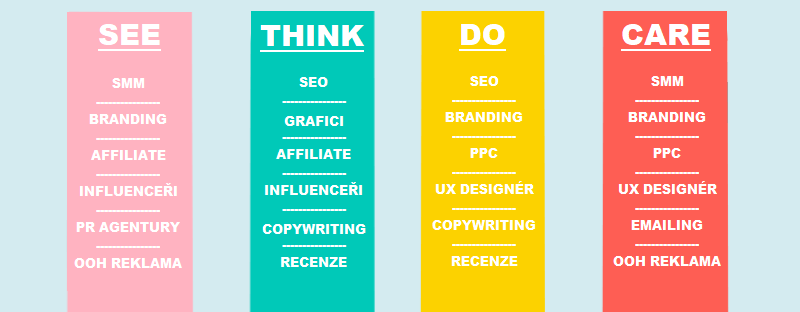 SEE
SMM
BRANDING
AFFILIATE
INFLUENCEŘI
PR AGENTURY
OOH REKLAMA
THINK
SEO
GRAFICI
AFFILIATE
INFLUENCEŘI
COPYWRITING
RECENZE
DO
SEO
BRANDING
PPC
UX DESIGNÉR
COPYWRITING
RECENZE
CARE
SMM
BRANDING
PPC
UX DESIGNÉR
EMAILING
OOH REKLAMA